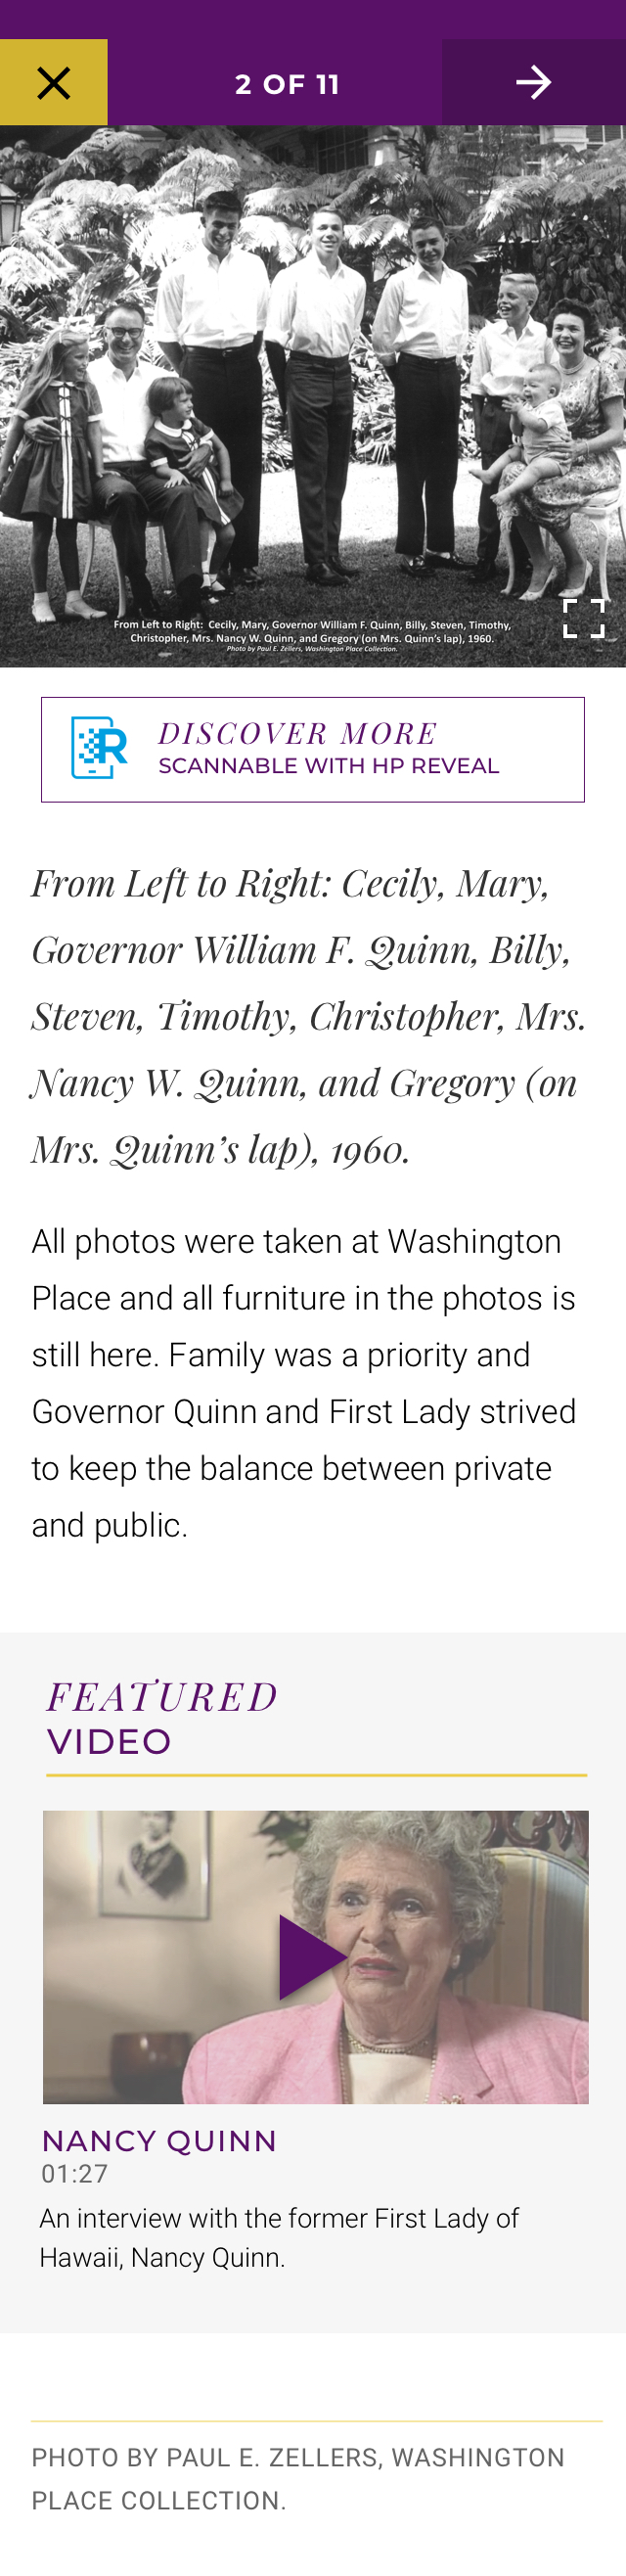 2 OF 11
From Left to Right: Cecily, Mary, Governor William F. Quinn, Billy, Steven, Timothy,
Christopher, Mrs. Nancy W. Quinn, and Gregory (on Mrs. Quinn's lap), 1960.
Photo by Paul E. Zellers, Washington Place Collection.
R
DISCOVER MORE
SCANNABLE WITH HP REVEAL
From Left to Right: Cecily, Mary,
Governor William F. Quinn, Billy,
Steven, Timothy, Christopher, Mrs.
Nancy W. Quinn, and Gregory (on
Mrs. Quinn’s lap), 1960.
All photos were taken at Washington
Place and all furniture in the photos is
still here. Family was a priority and
Governor Quinn and First Lady strived
to keep the balance between private
and public.
FEATURED
VIDEO
NANCY QUINN
01:27
An interview with the former First Lady of
Hawaii, Nancy Quinn.
PHOTO BY PAUL E. ZELLERS, WASHINGTON
PLACE COLLECTION.